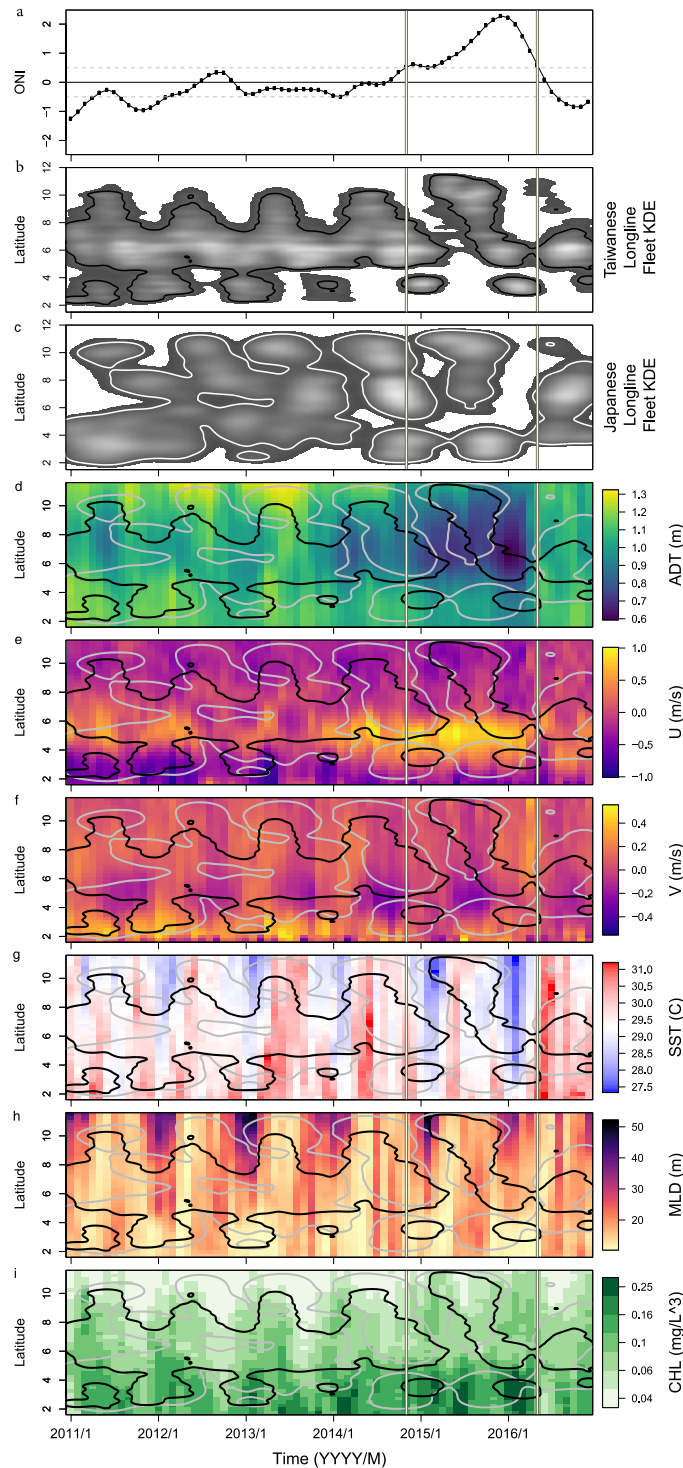 a
ONI
2
1
0
−1
−2
b
Latitude
12
10
8
6
4
2
Taiwanese
Longline
Fleet KDE
c
Latitude
12
10
8
6
4
2
Japanese
Longline
Fleet KDE
d
Latitude
10
8
6
4
2
1.3
1.2
1.1
1.0
0.9
0.8
0.7
0.6
ADT (m)
e
Latitude
10
8
6
4
2
1.0
0.5
0.0
−0.5
−1.0
U (m/s)
f
Latitude
10
8
6
4
2
0.4
0.2
0.0
−0.2
−0.4
−0.6
V (m/s)
g
Latitude
10
8
6
4
2
31.0
30.5
30.0
29.5
29.0
28.5
28.0
27.5
SST (C)
h
Latitude
10
8
6
4
2
50
40
30
20
MLD (m)
i
Latitude
10
8
6
4
2
0.25
0.16
0.1
0.06
0.04
CHL (mg/L^3)
2011/1 2012/1 2013/1 2014/1 2015/1 2016/1
Time (YYYY/M)